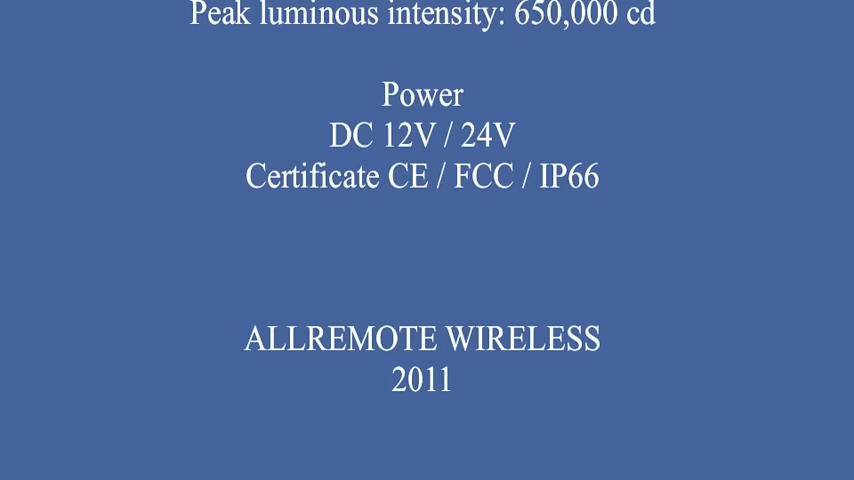 Peak luminous intensity: 650,000 cd
Power
DC 12V / 24V
Certificate CE / FCC / IP66
ALLREMOTE WIRELESS
2011